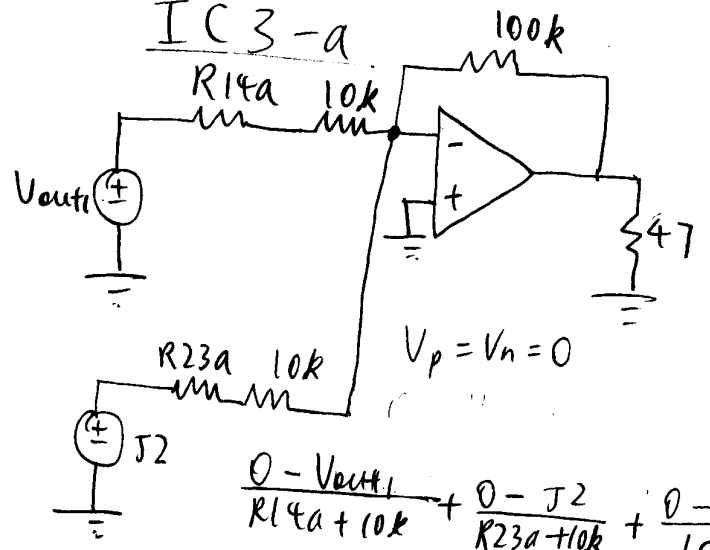 IC3-a
100k
R14a 10k
Vout1
-
+
47
R23a 10k
Vp = Vn = 0
J2
0 - Vout1 / R14a + 10k + 0 - J2 / R23a + 10k + 0 -